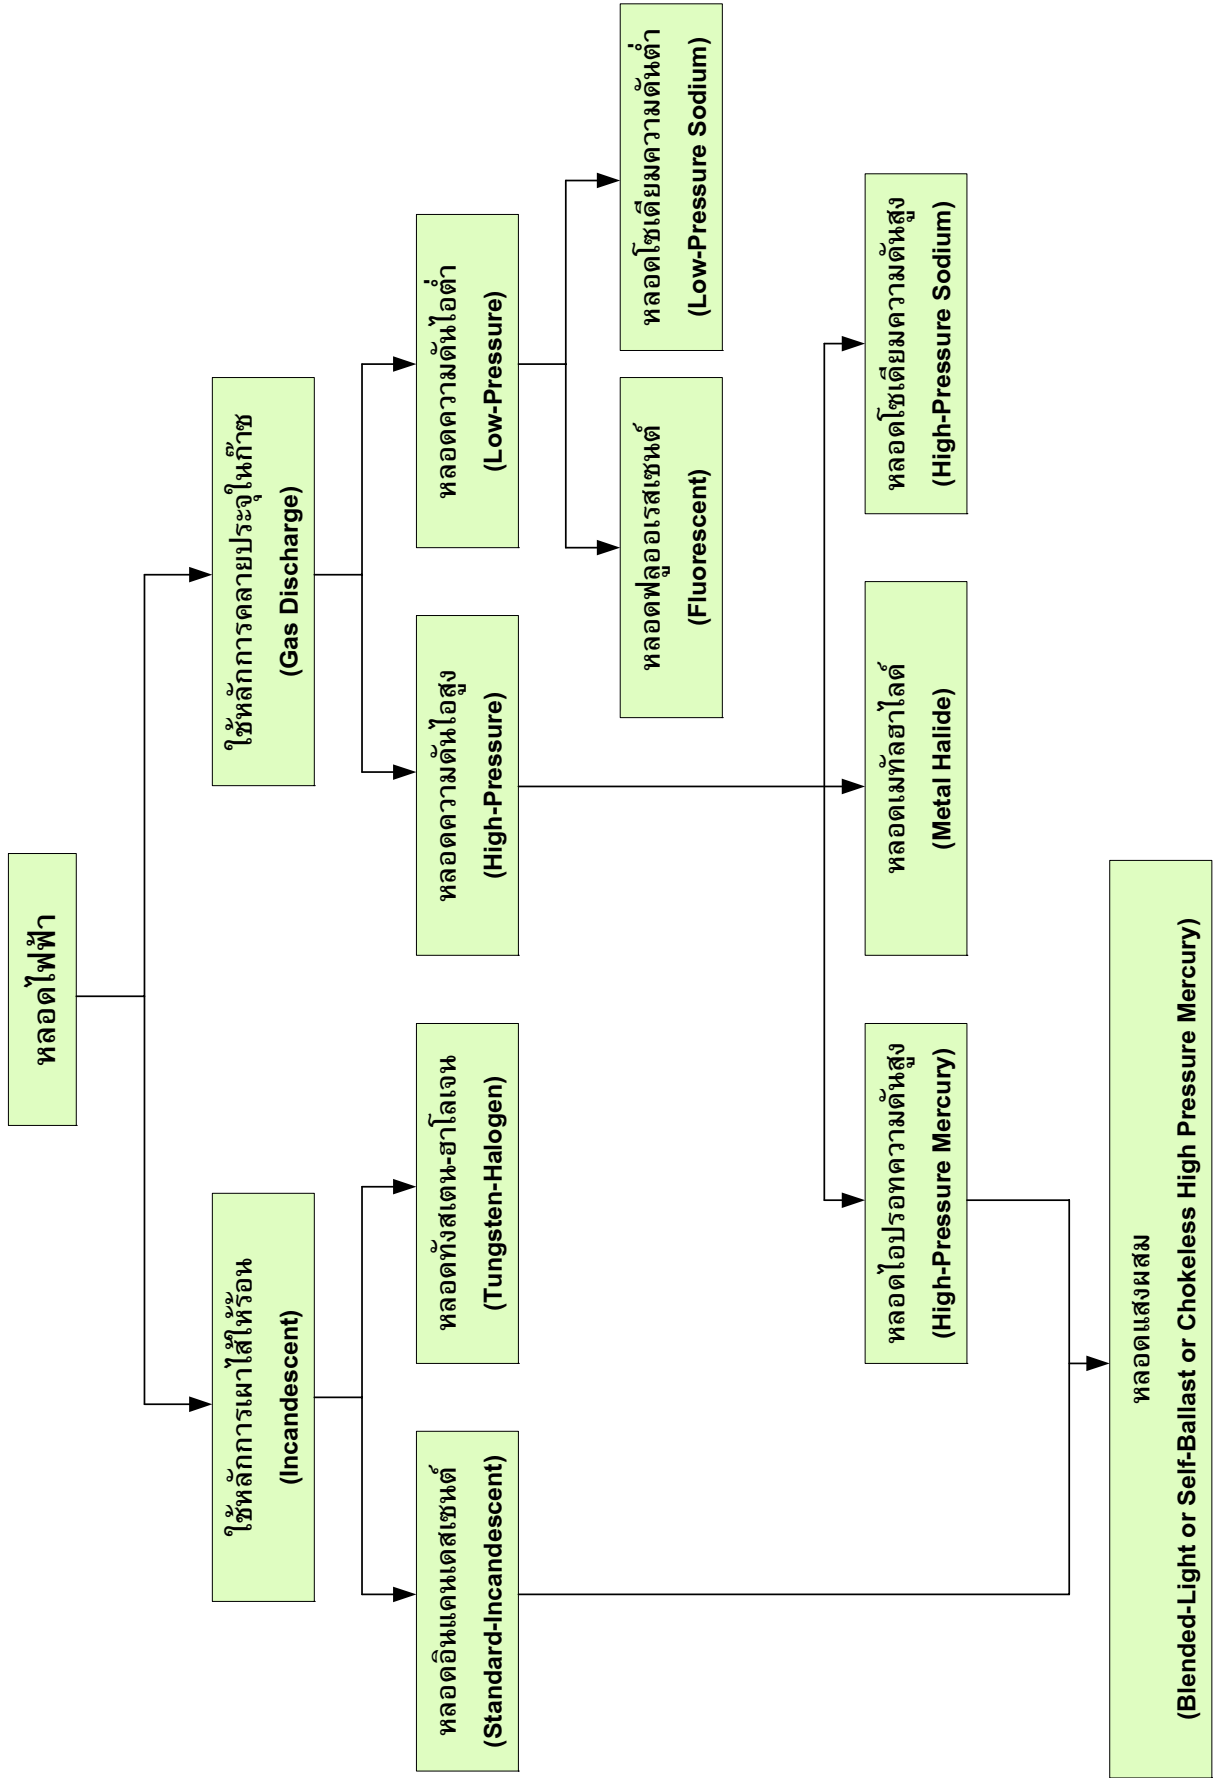 หลอดไฟฟ้า
ใช้หลักการเผาไส้ให้ร้อน
(Incandescent)
ใช้หลักการคลายประจุในก๊าซ
(Gas Discharge)
หลอดอินแคนเดสเซนต์
(Standard-Incandescent)
หลอดทังสเตน-ฮาโลเจน
(Tungsten-Halogen)
หลอดความดันไอสูง
(High-Pressure)
หลอดความดันไอต่ำ
(Low-Pressure)
หลอดฟลูออเรสเซนต์
(Fluorescent)
หลอดโซเดียมความดันต่ำ
(Low-Pressure Sodium)
หลอดไอปรอทความดันสูง
(High-Pressure Mercury)
หลอดเมทัลฮาไลด์
(Metal Halide)
หลอดโซเดียมความดันสูง
(High-Pressure Sodium)
หลอดแสงผสม
(Blended-Light or Self-Ballast or Chokeless High Pressure Mercury)